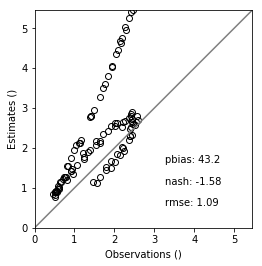 5
4
3
2
1
0
Estimates ()
pbias: 43.2
nash: -1.58
rmse: 1.09
0 1 2 3 4 5
Observations ()